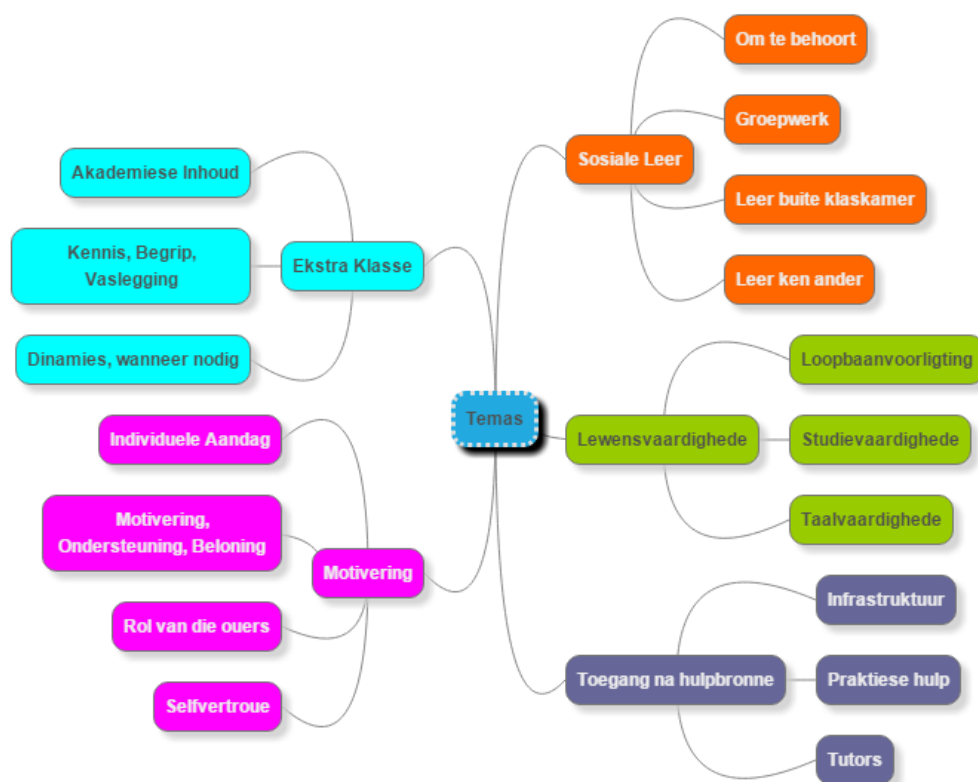 Temas
Sosiale Leer
Om te behoort
Groepwerk
Leer buite klaskamer
Leer ken ander
Lewensvaardighede
Loopbaanvoorligting
Studievaardighede
Taalvaardighede
Toegang na hulpbronne
Infrastruktuur
Praktiese hulp
Tutors
Ekstra Klasse
Akademiese Inhoud
Kennis, Begrip,
Vaslegging
Dinamies, wanneer nodig
Motivering
Individuele Aandag
Motivering,
Ondersteuning, Beloning
Rol van die ouers
Selfvertroue